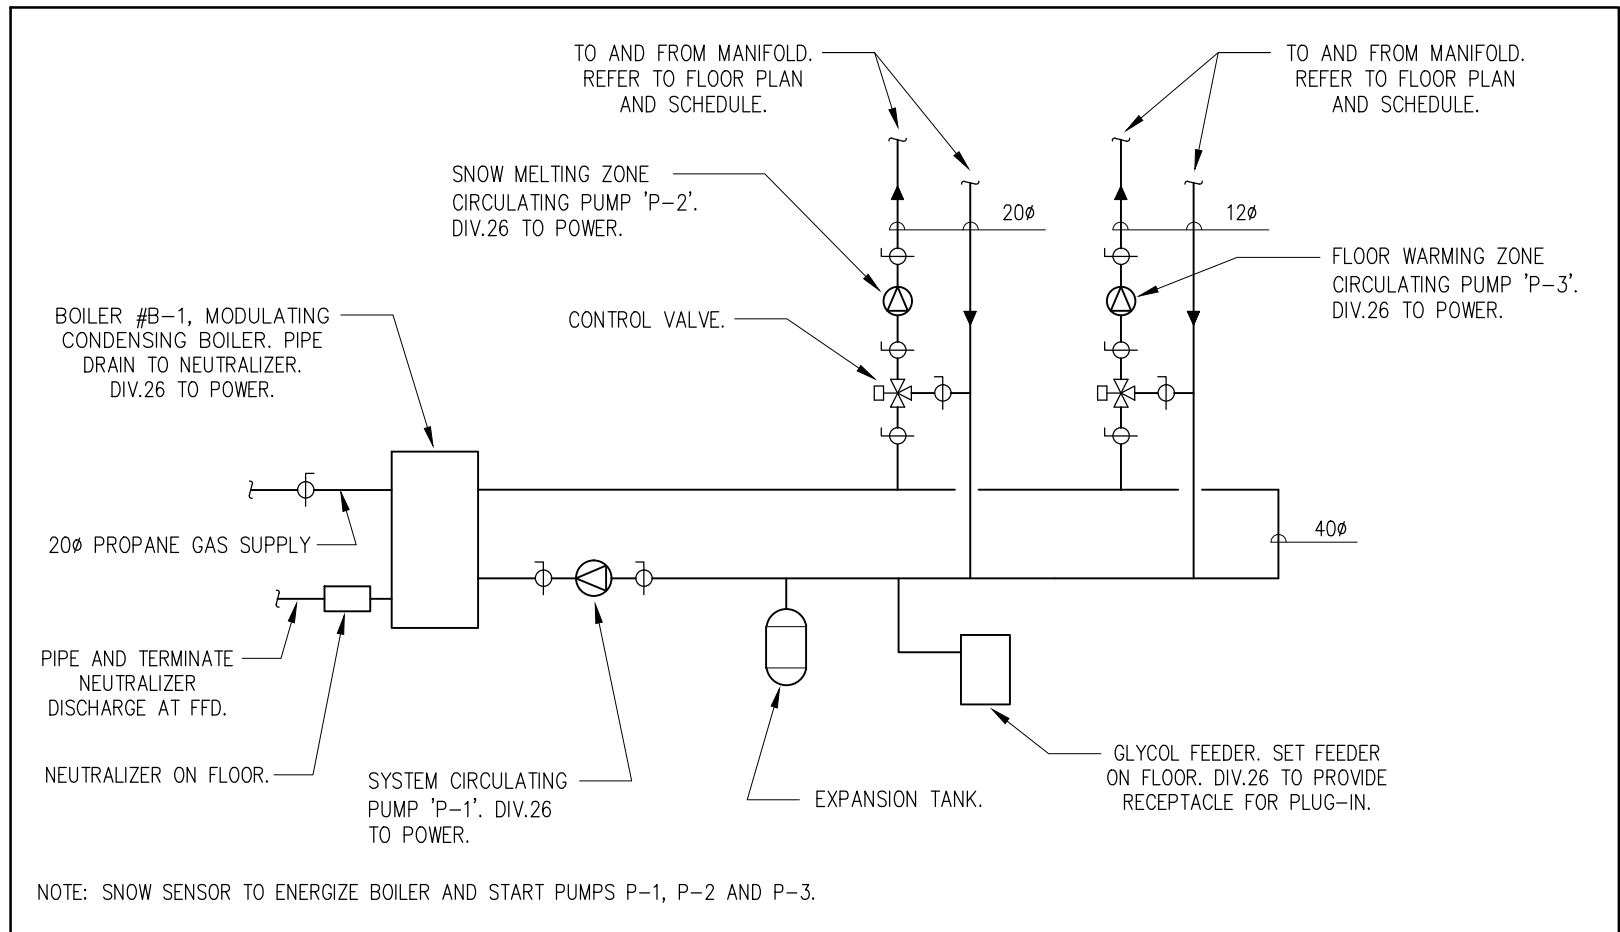 TO AND FROM MANIFOLD.
REFER TO FLOOR PLAN
AND SCHEDULE.
TO AND FROM MANIFOLD.
REFER TO FLOOR PLAN
AND SCHEDULE.
SNOW MELTING ZONE
CIRCULATING PUMP 'P-2'.
DIV.26 TO POWER.
20ø
12ø
FLOOR WARMING ZONE
CIRCULATING PUMP 'P-3'.
DIV.26 TO POWER.
BOILER #B-1, MODULATING
CONDENSING BOILER. PIPE
DRAIN TO NEUTRALIZER.
DIV.26 TO POWER.
CONTROL VALVE.
20ø PROPANE GAS SUPPLY
40ø
PIPE AND TERMINATE
NEUTRALIZER
DISCHARGE AT FFD.
NEUTRALIZER ON FLOOR.
SYSTEM CIRCULATING
PUMP 'P-1'. DIV.26
TO POWER.
EXPANSION TANK.
GLYCOL FEEDER. SET FEEDER
ON FLOOR. DIV.26 TO PROVIDE
RECEPTACLE FOR PLUG-IN.
NOTE: SNOW SENSOR TO ENERGIZE BOILER AND START PUMPS P-1, P-2 AND P-3.